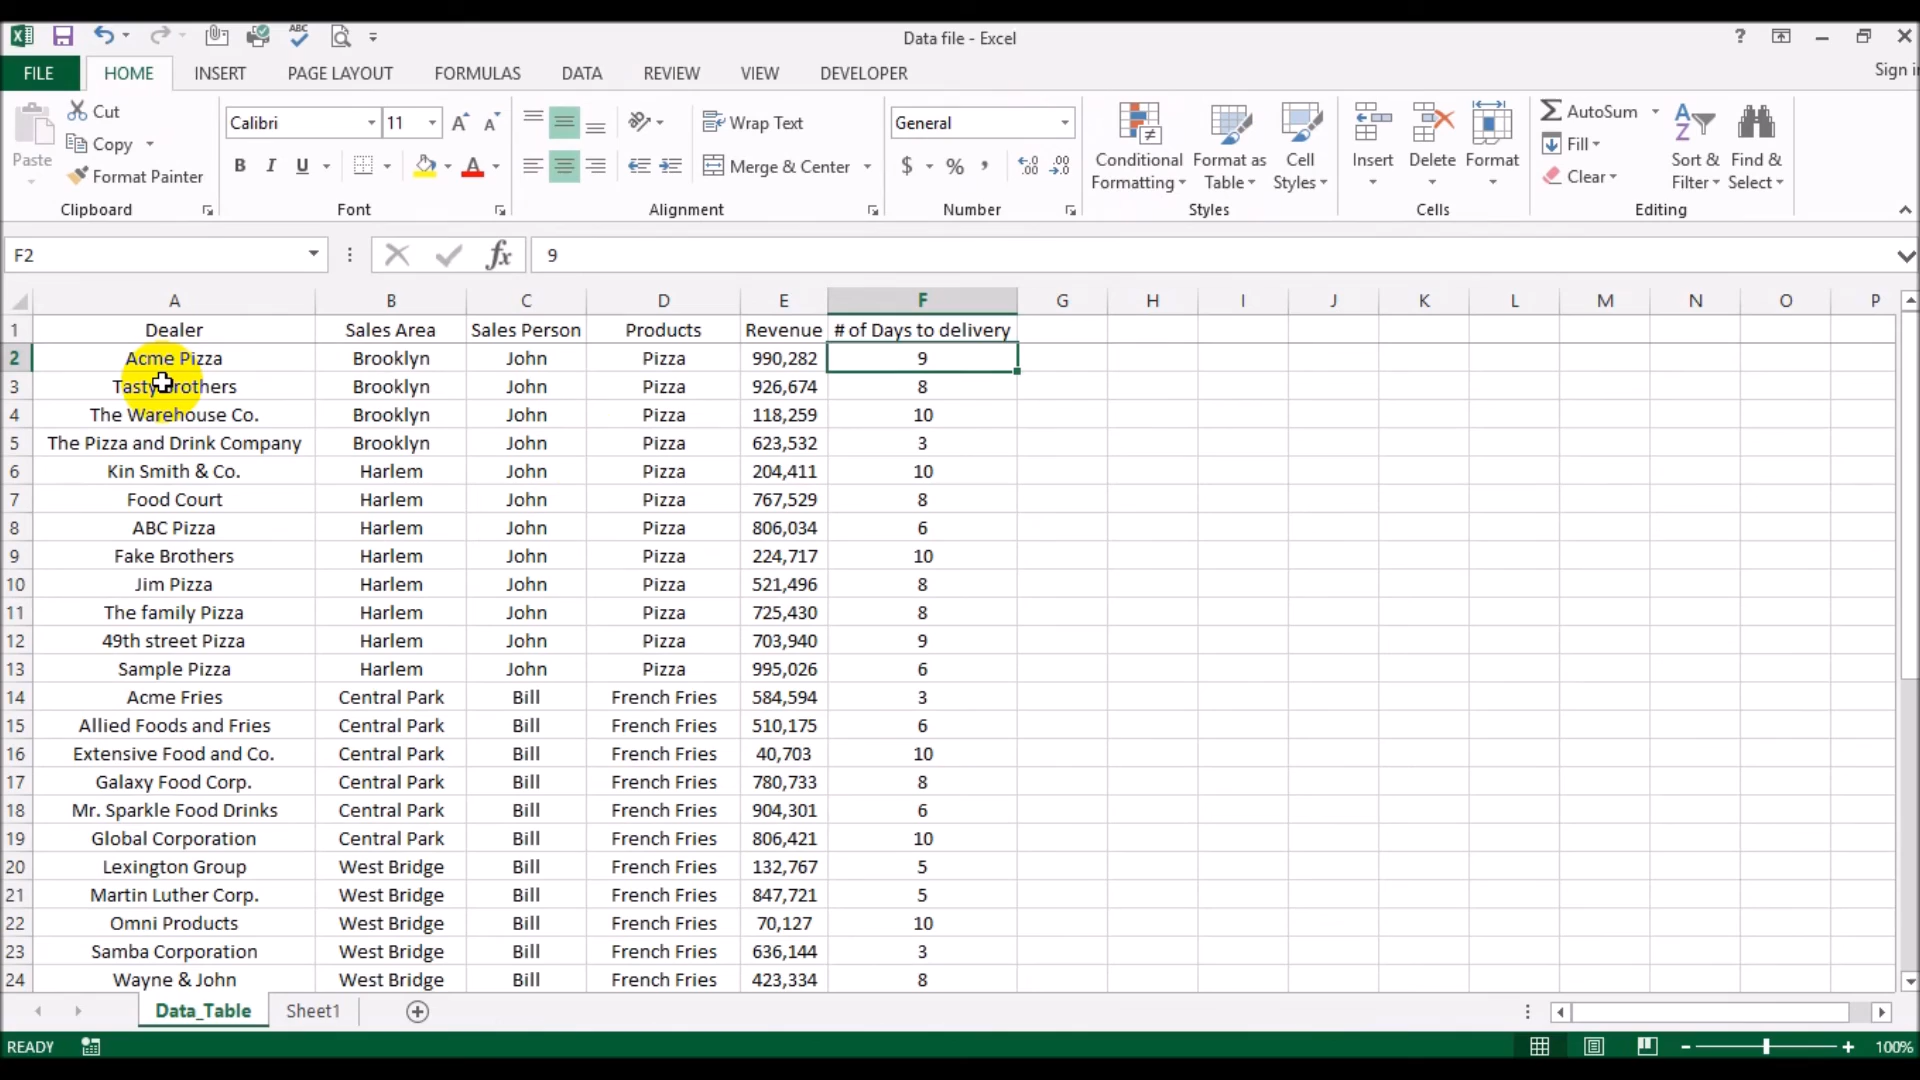 Data file - Excel
Sign i
FILE HOME INSERT PAGE LAYOUT FORMULAS DATA REVIEW VIEW DEVELOPER
Paste
Cut
Copy
Format Painter
Clipboard
Calibri 11
B I U
Font
Wrap Text
Merge & Center
Alignment
General
$ % ,
Number
Conditional Formatting
Format as Table
Cell Styles
Styles
Insert
Delete
Format
Cells
AutoSum
Fill
Clear
Sort & Filter
Find & Select
Editing
F2 fx 9
A B C D E F G H I J K L M N O P
1 Dealer Sales Area Sales Person Products Revenue # of Days to delivery
2 Acme Pizza Brooklyn John Pizza 990,282 9
3 Tasty Brothers Brooklyn John Pizza 926,674 8
4 The Warehouse Co. Brooklyn John Pizza 118,259 10
5 The Pizza and Drink Company Brooklyn John Pizza 623,532 3
6 Kin Smith & Co. Harlem John Pizza 204,411 10
7 Food Court Harlem John Pizza 767,529 8
8 ABC Pizza Harlem John Pizza 806,034 6
9 Fake Brothers Harlem John Pizza 224,717 10
10 Jim Pizza Harlem John Pizza 521,496 8
11 The family Pizza Harlem John Pizza 725,430 8
12 49th street Pizza Harlem John Pizza 703,940 9
13 Sample Pizza Harlem John Pizza 995,026 6
14 Acme Fries Central Park Bill French Fries 584,594 3
15 Allied Foods and Fries Central Park Bill French Fries 510,175 6
16 Extensive Food and Co. Central Park Bill French Fries 40,703 10
17 Galaxy Food Corp. Central Park Bill French Fries 780,733 8
18 Mr. Sparkle Food Drinks Central Park Bill French Fries 904,301 6
19 Global Corporation Central Park Bill French Fries 806,421 10
20 Lexington Group West Bridge Bill French Fries 132,767 5
21 Martin Luther Corp. West Bridge Bill French Fries 847,721 5
22 Omni Products West Bridge Bill French Fries 70,127 10
23 Samba Corporation West Bridge Bill French Fries 636,144 3
24 Wayne & John West Bridge Bill French Fries 423,334 8
Data_Table Sheet1
READY 100%